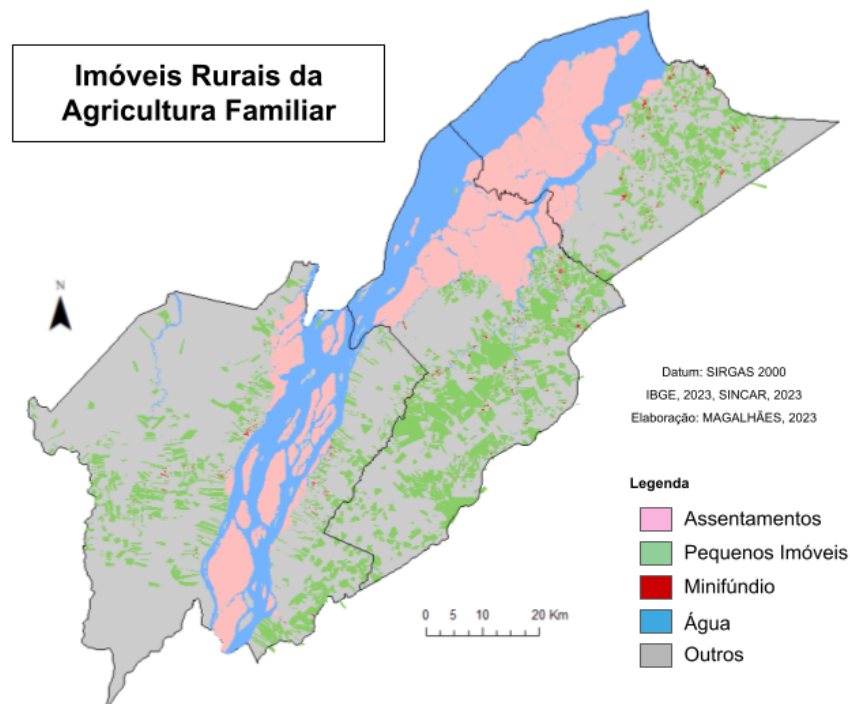 Imóveis Rurais da
Agricultura Familiar
N
Datum: SIRGAS 2000
IBGE, 2023, SINCAR, 2023
Elaboração: MAGALHÃES, 2023
Legenda
Assentamentos
Pequenos Imóveis
Minifúndio
Água
Outros
0 5 10 20 Km